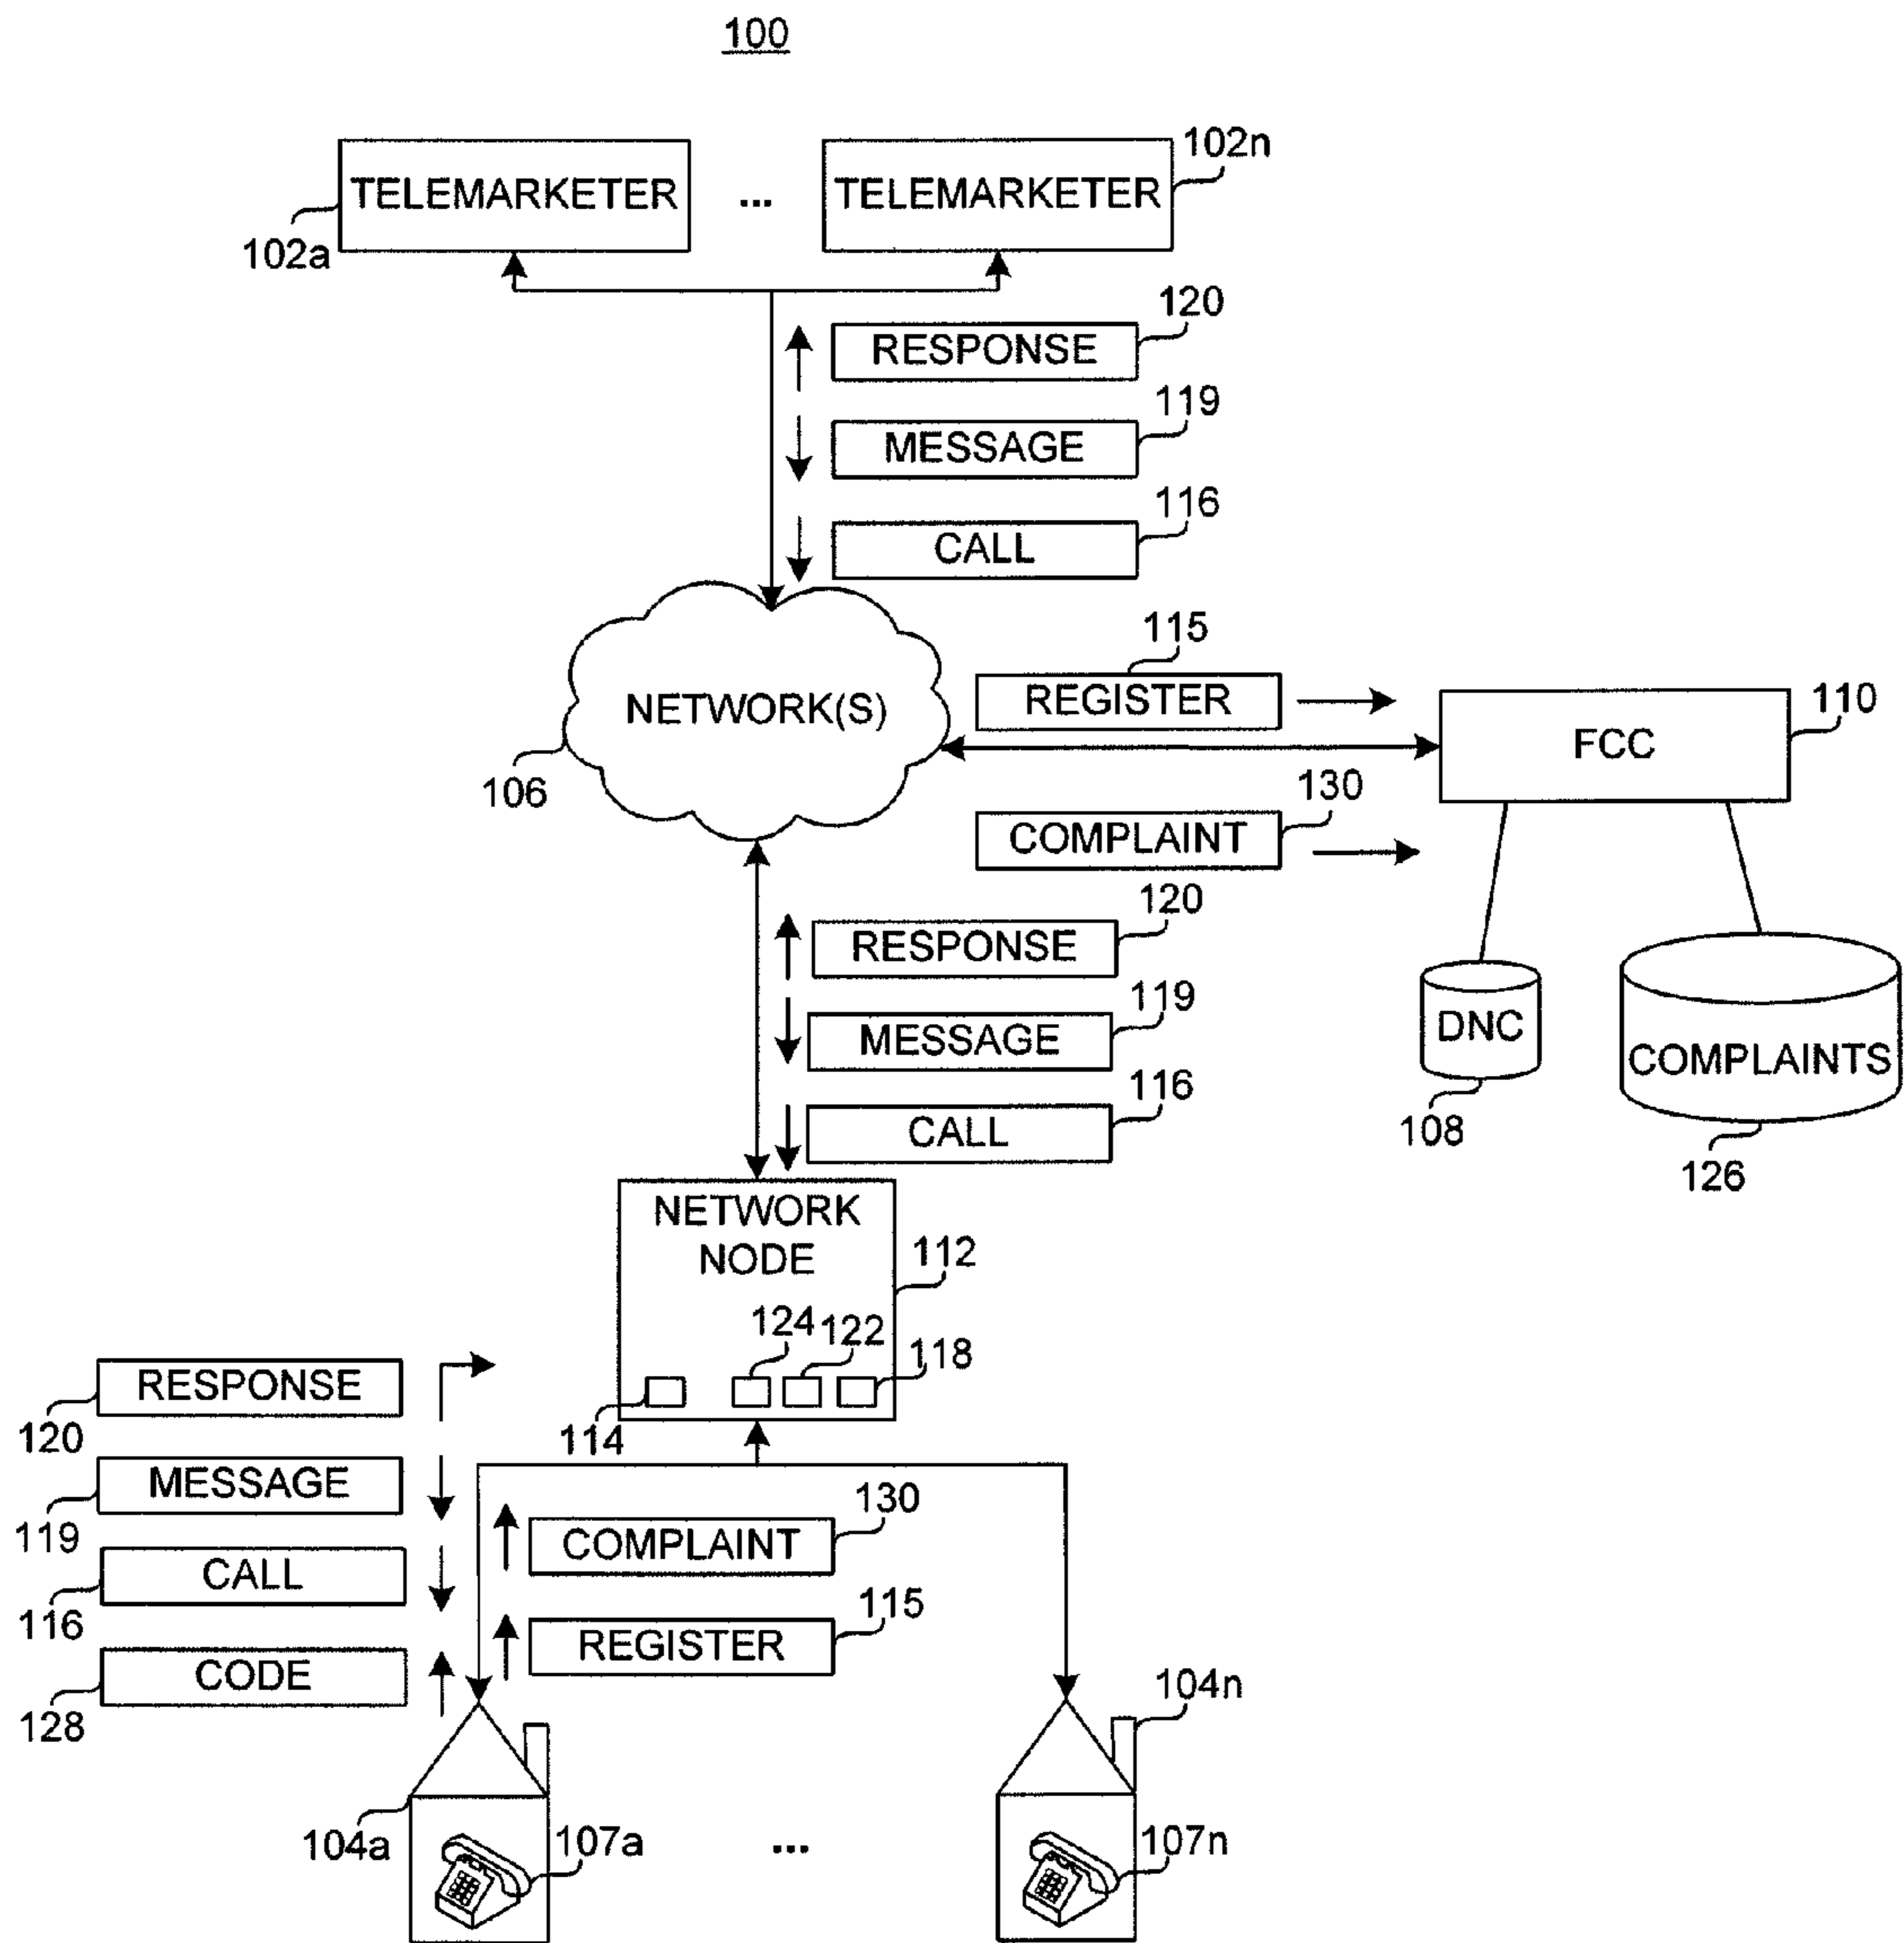 100
102n
TELEMARKETER
...
TELEMARKETER
102a
120
RESPONSE
119
MESSAGE
116
CALL
115
REGISTER
NETWORK(S)
110
FCC
106
130
COMPLAINT
120
RESPONSE
119
MESSAGE
DNC
COMPLAINTS
116
CALL
108
126
NETWORK
NODE
112
124
122
118
RESPONSE
120
114
MESSAGE
119
130
COMPLAINT
CALL
116
115
REGISTER
CODE
128
104n
104a
107a
...
107n